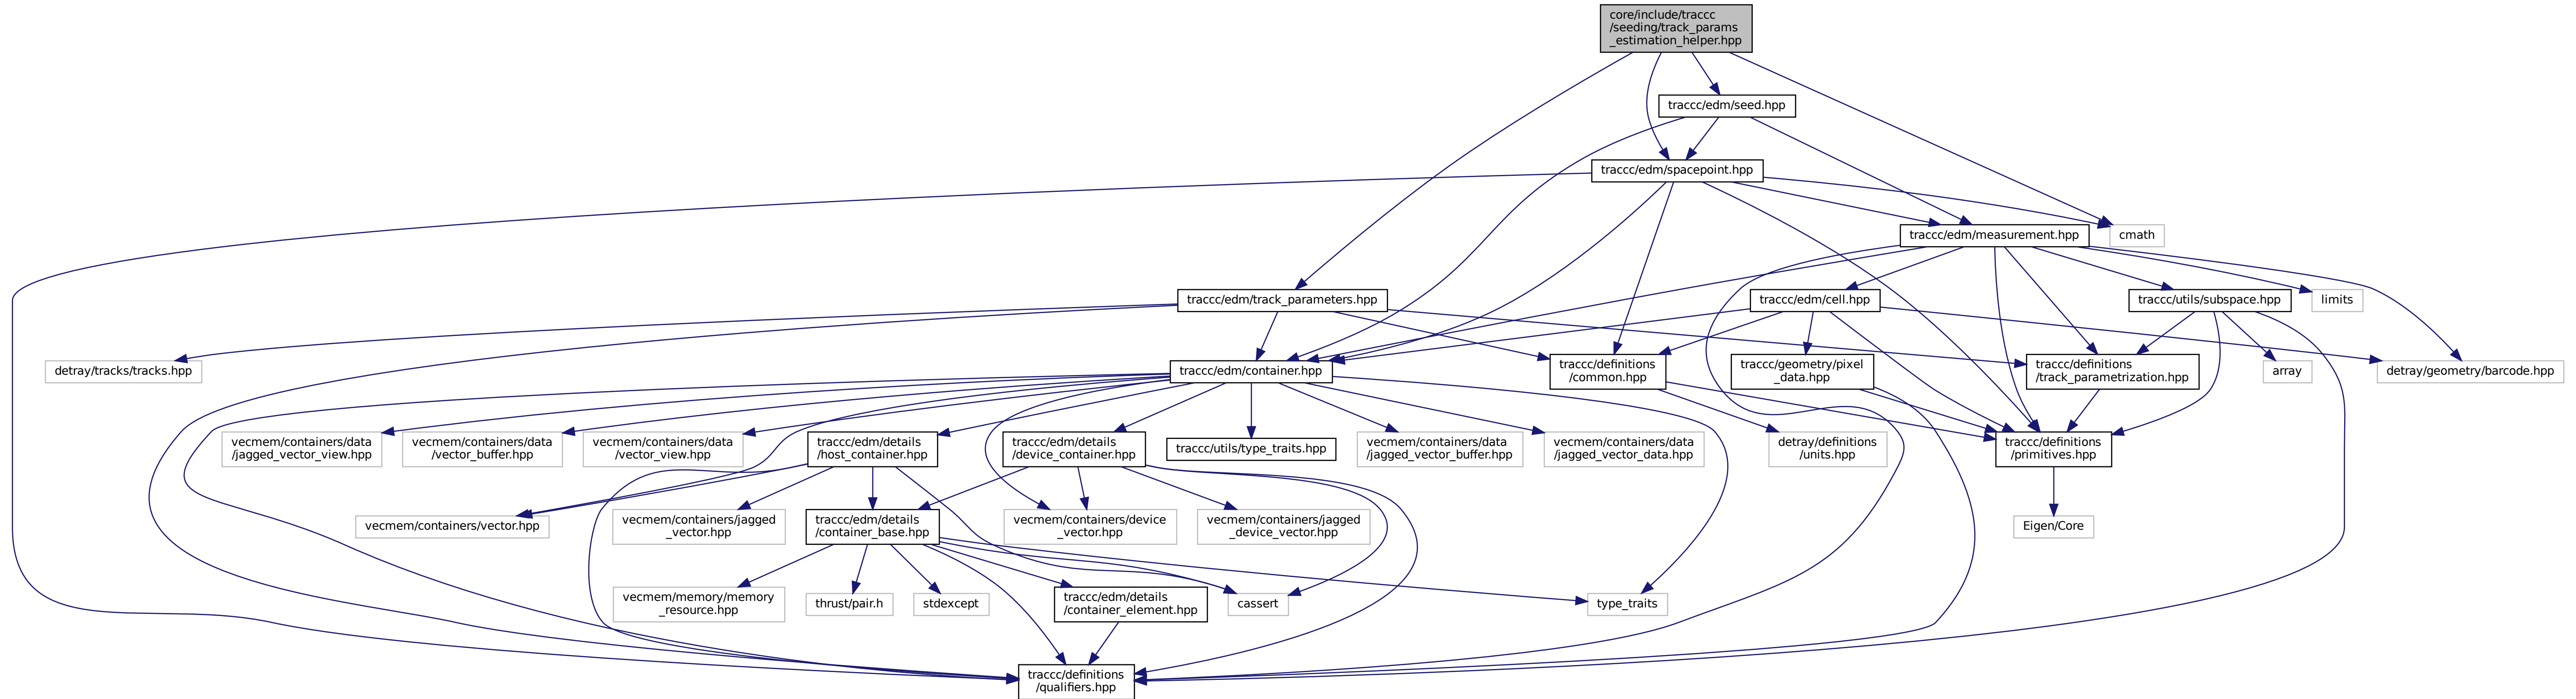 core/include/traccc
/seeding/track_params
_estimation_helper.hpp
traccc/edm/seed.hpp
traccc/edm/spacepoint.hpp
traccc/edm/measurement.hpp
cmath
traccc/edm/track_parameters.hpp
traccc/edm/cell.hpp
traccc/utils/subspace.hpp
limits
detray/tracks/tracks.hpp
traccc/edm/container.hpp
traccc/definitions
/common.hpp
traccc/geometry/pixel
_data.hpp
traccc/definitions
/track_parametrization.hpp
array
detray/geometry/barcode.hpp
vecmem/containers/data
/jagged_vector_view.hpp
vecmem/containers/data
/vector_buffer.hpp
vecmem/containers/data
/vector_view.hpp
traccc/edm/details
/host_container.hpp
traccc/edm/details
/device_container.hpp
traccc/utils/type_traits.hpp
vecmem/containers/data
/jagged_vector_buffer.hpp
vecmem/containers/data
/jagged_vector_data.hpp
detray/definitions
/units.hpp
traccc/definitions
/primitives.hpp
vecmem/containers/vector.hpp
vecmem/containers/jagged
_vector.hpp
traccc/edm/details
/container_base.hpp
vecmem/containers/device
_vector.hpp
vecmem/containers/jagged
_device_vector.hpp
Eigen/Core
vecmem/memory/memory
_resource.hpp
thrust/pair.h
stdexcept
traccc/edm/details
/container_element.hpp
cassert
type_traits
traccc/definitions
/qualifiers.hpp